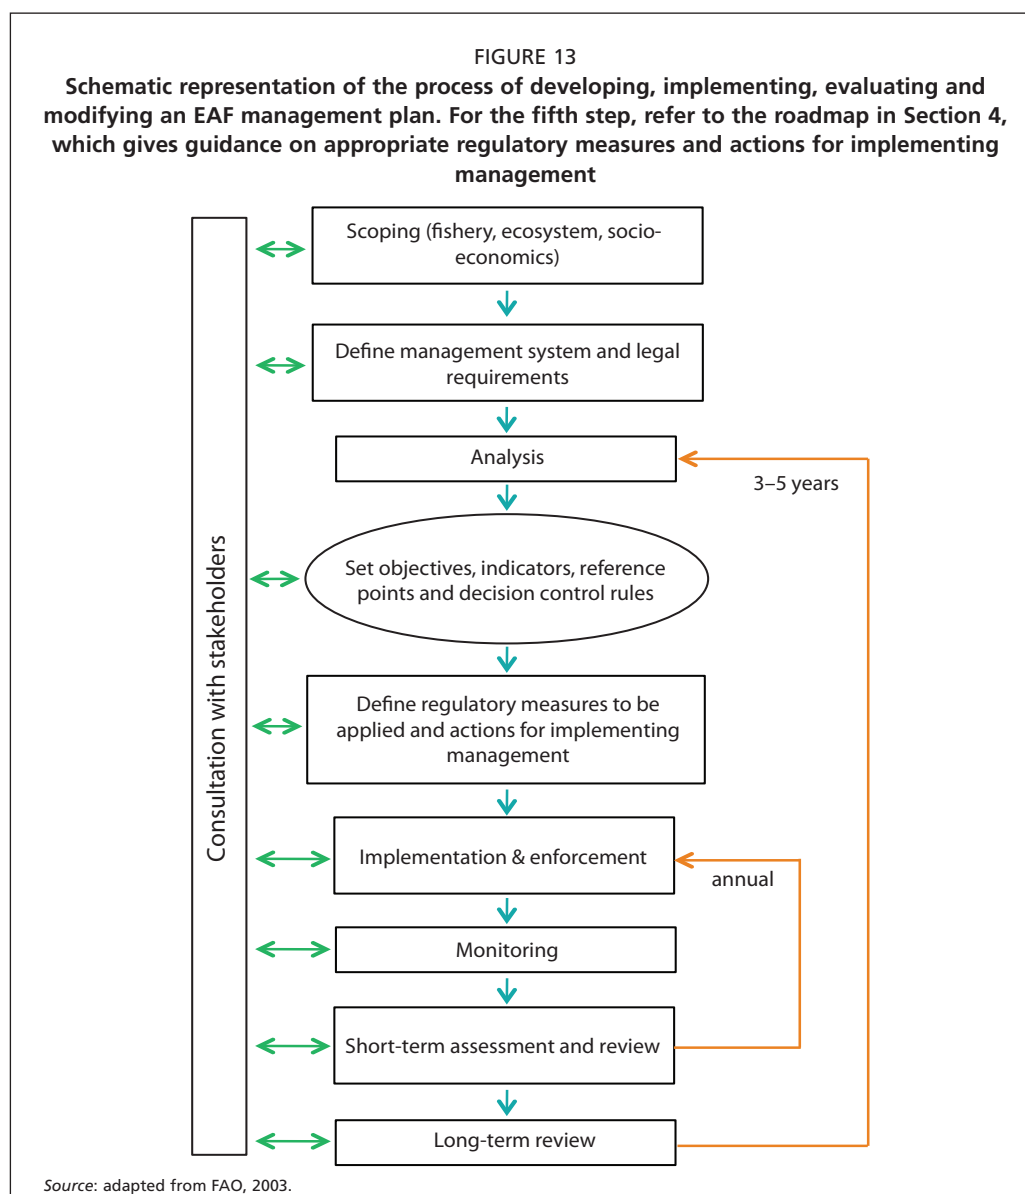 FIGURE 13
Schematic representation of the process of developing, implementing, evaluating and
modifying an EAF management plan. For the fifth step, refer to the roadmap in Section 4,
which gives guidance on appropriate regulatory measures and actions for implementing
management
Consultation with stakeholders
Scoping (fishery, ecosystem, socio-
economics)
Define management system and legal
requirements
Analysis
3–5 years
Set objectives, indicators, reference
points and decision control rules
Define regulatory measures to be
applied and actions for implementing
management
Implementation & enforcement
annual
Monitoring
Short-term assessment and review
Long-term review
Source: adapted from FAO, 2003.